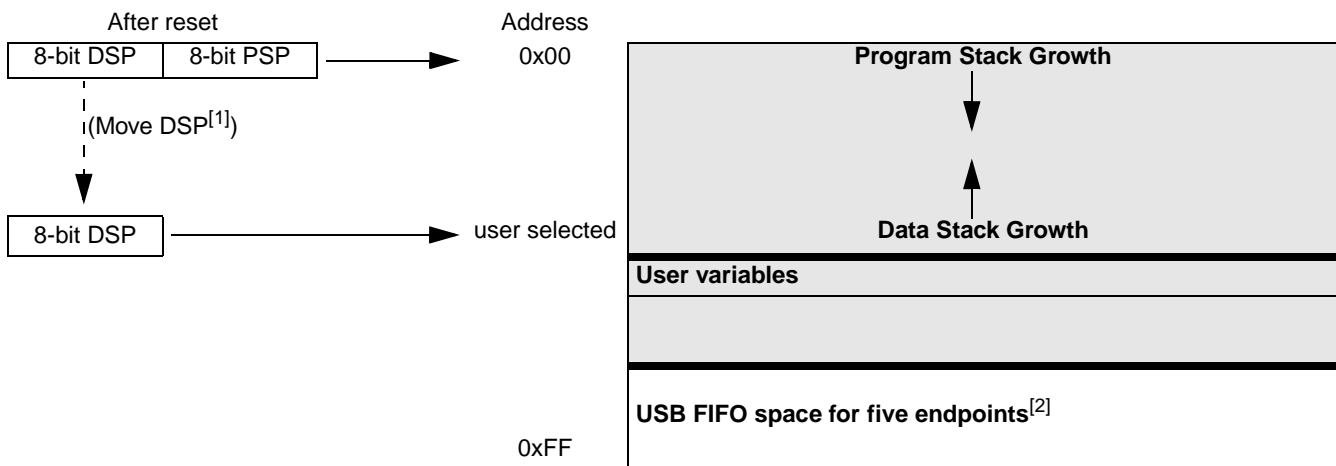 After reset
Address
8-bit DSP 8-bit PSP
0x00
Program Stack Growth
(Move DSP[1])
8-bit DSP
user selected
Data Stack Growth
User variables
USB FIFO space for five endpoints[2]
0xFF